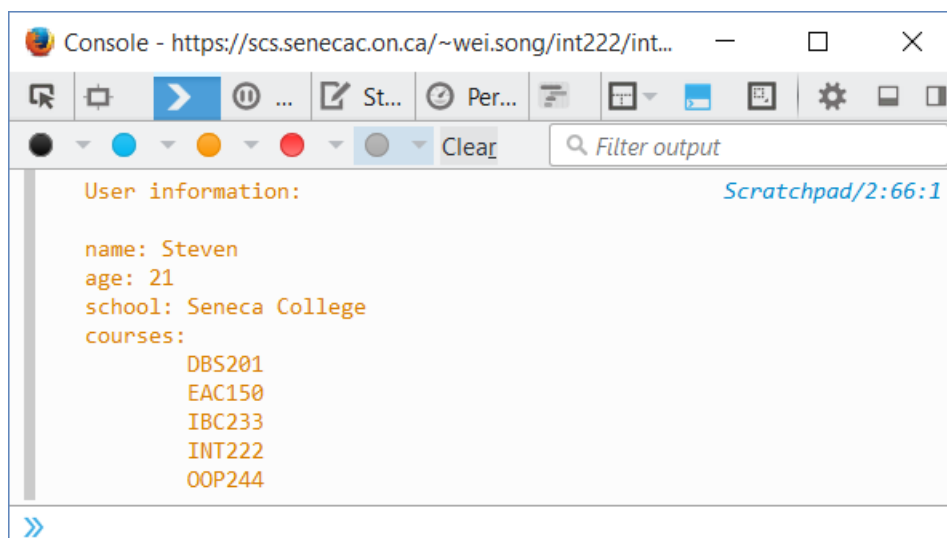 Console - https://scs.senecac.on.ca/~wei.song/int222/int...
... St... Per...
Clear Filter output
User information: Scratchpad/2:66:1
name: Steven
age: 21
school: Seneca College
courses:
DBS201
EAC150
IBC233
INT222
OOP244